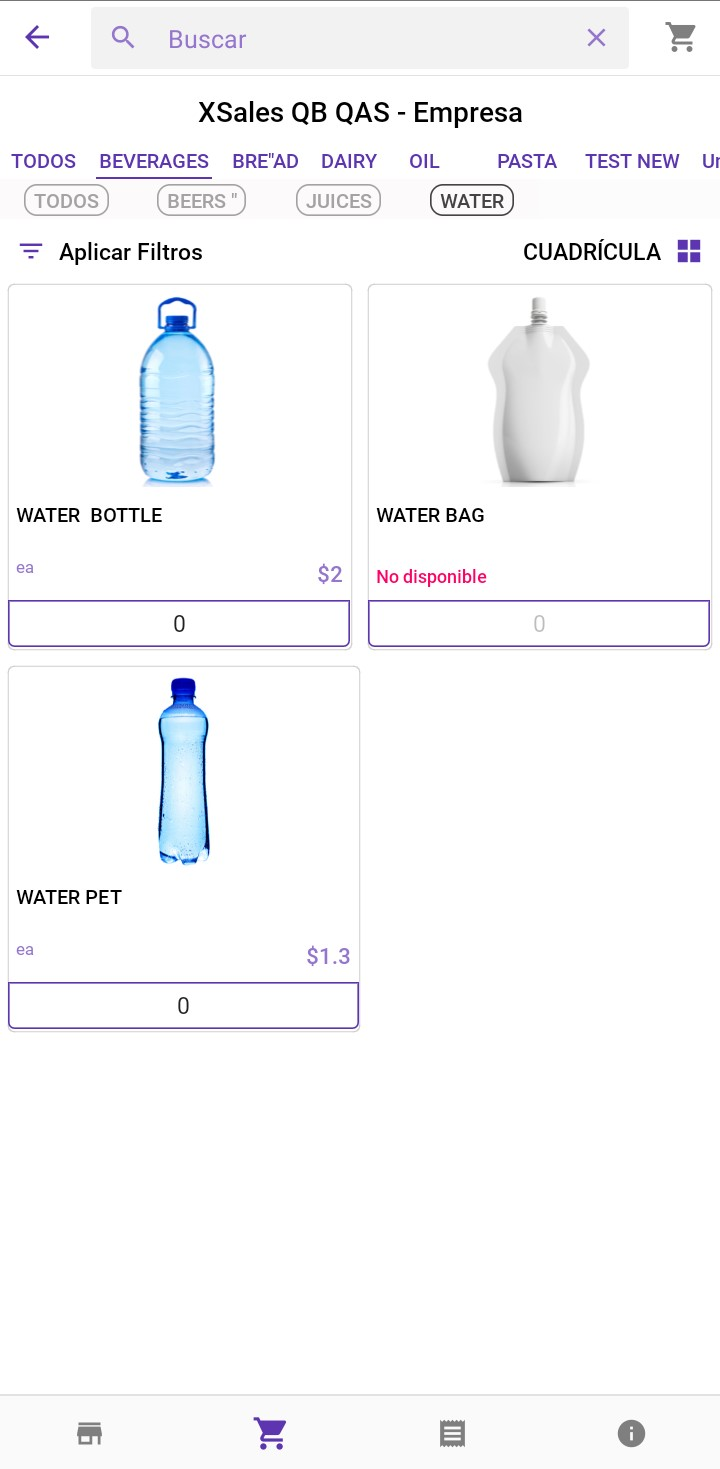 Buscar
XSales QB QAS - Empresa
TODOS BEVERAGES BRE"AD DAIRY OIL PASTA TEST NEW Un
TODOS BEERS " JUICES WATER
Aplicar Filtros CUADRÍCULA
WATER  BOTTLE
ea $2
0
WATER BAG
No disponible
0
WATER PET
ea $1.3
0